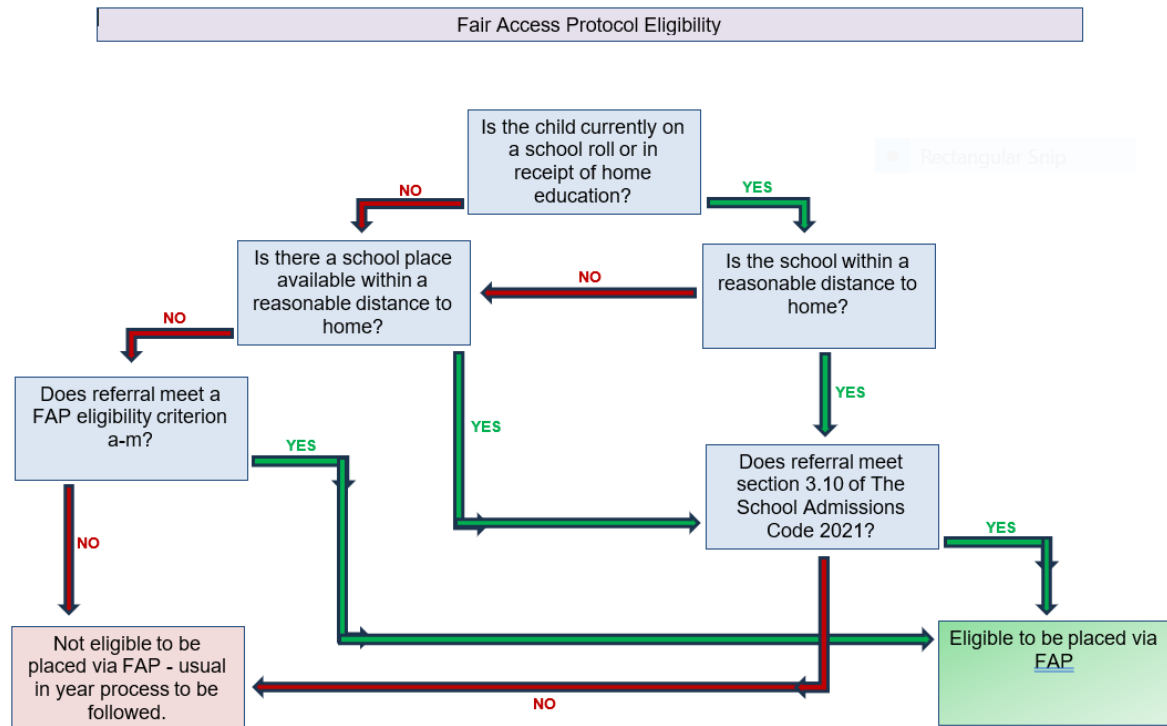 Fair Access Protocol Eligibility
Is the child currently on
a school roll or in
receipt of home
education?
Rectangular Snip
NO
YES
Is there a school place
available within a
reasonable distance to
home?
NO
Is the school within a
reasonable distance to
home?
NO
YES
YES
Does referral meet a
FAP eligibility criterion
a-m?
YES
Does referral meet
section 3.10 of The
School Admissions
Code 2021?
YES
NO
Not eligible to be
placed via FAP - usual
in year process to be
followed.
Eligible to be placed via
FAP
NO